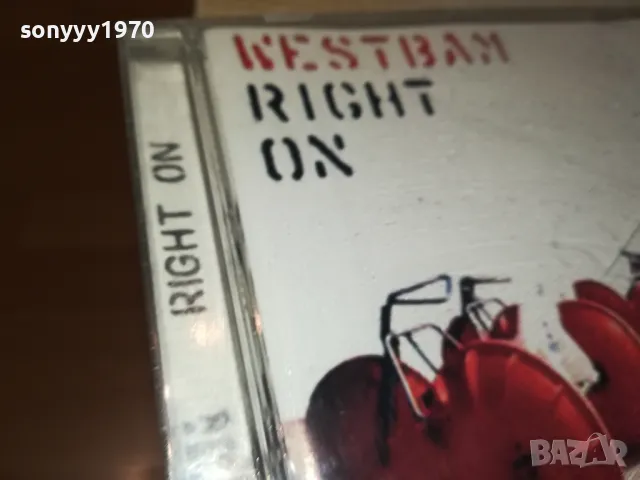 sonyyy1970
WESTBAM
RIGHT
ON
RIGHT ON
BAZAR